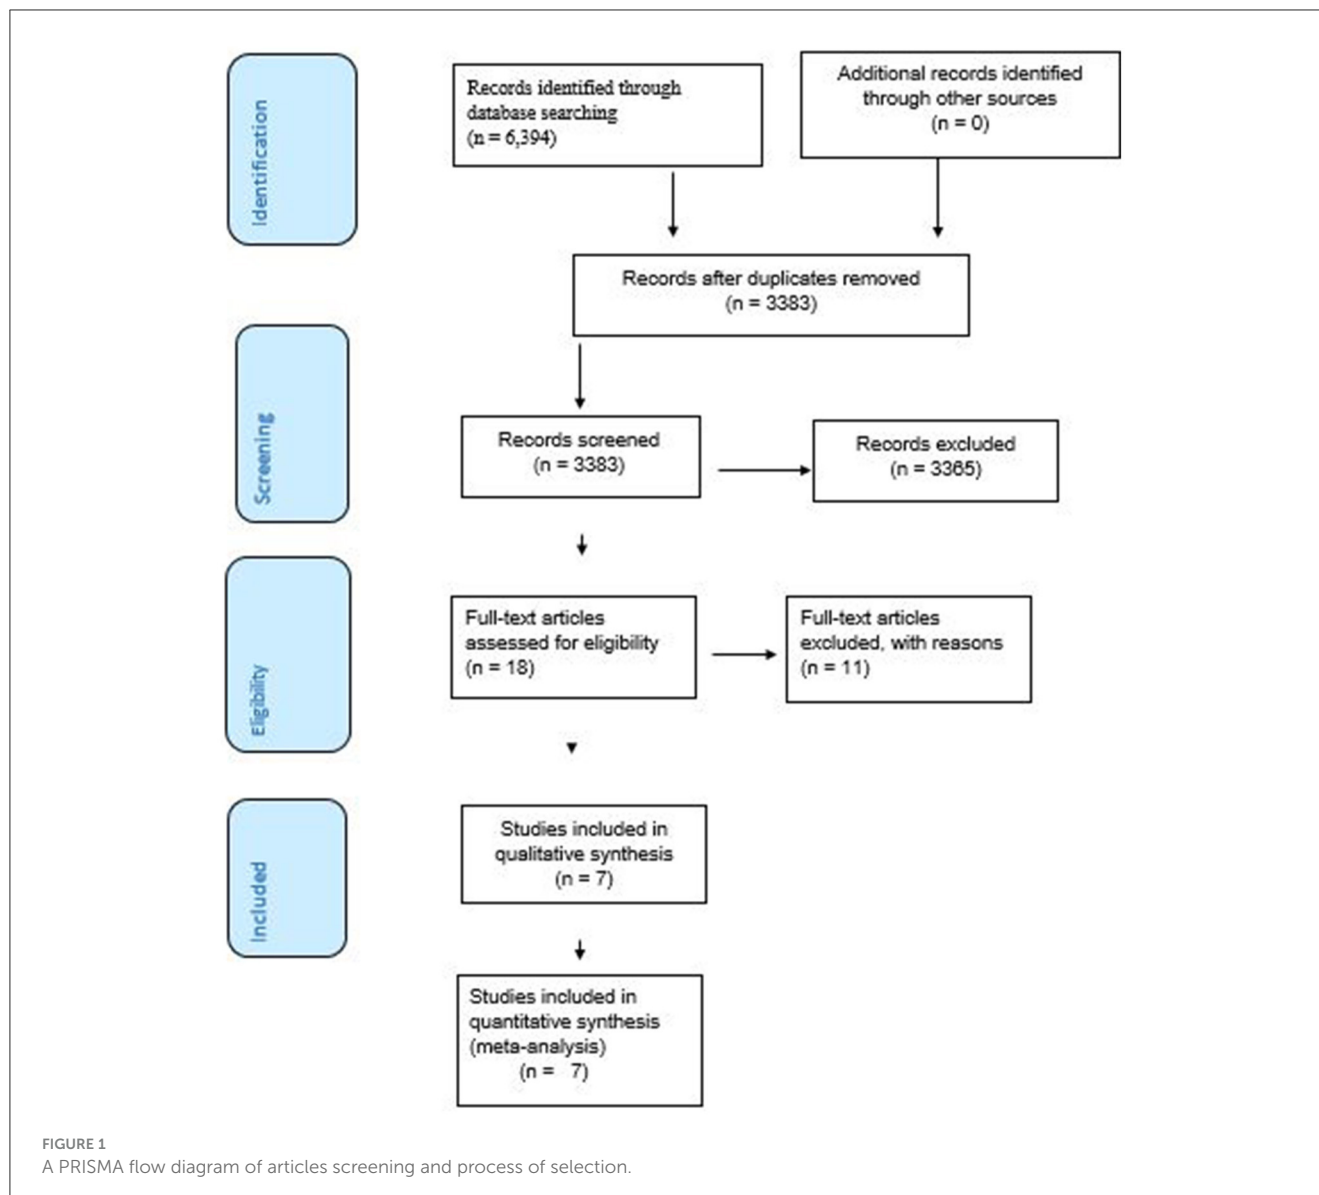 Identification
Records identified through
database searching
(n = 6,394)
Additional records identified
through other sources
(n = 0)
Records after duplicates removed
(n = 3383)
Screening
Records screened
(n = 3383)
Records excluded
(n = 3365)
Eligibility
Full-text articles
assessed for eligibility
(n = 18)
Full-text articles
excluded, with reasons
(n = 11)
Included
Studies included in
qualitative synthesis
(n = 7)
Studies included in
quantitative synthesis
(meta-analysis)
(n = 7)
FIGURE 1
A PRISMA flow diagram of articles screening and process of selection.